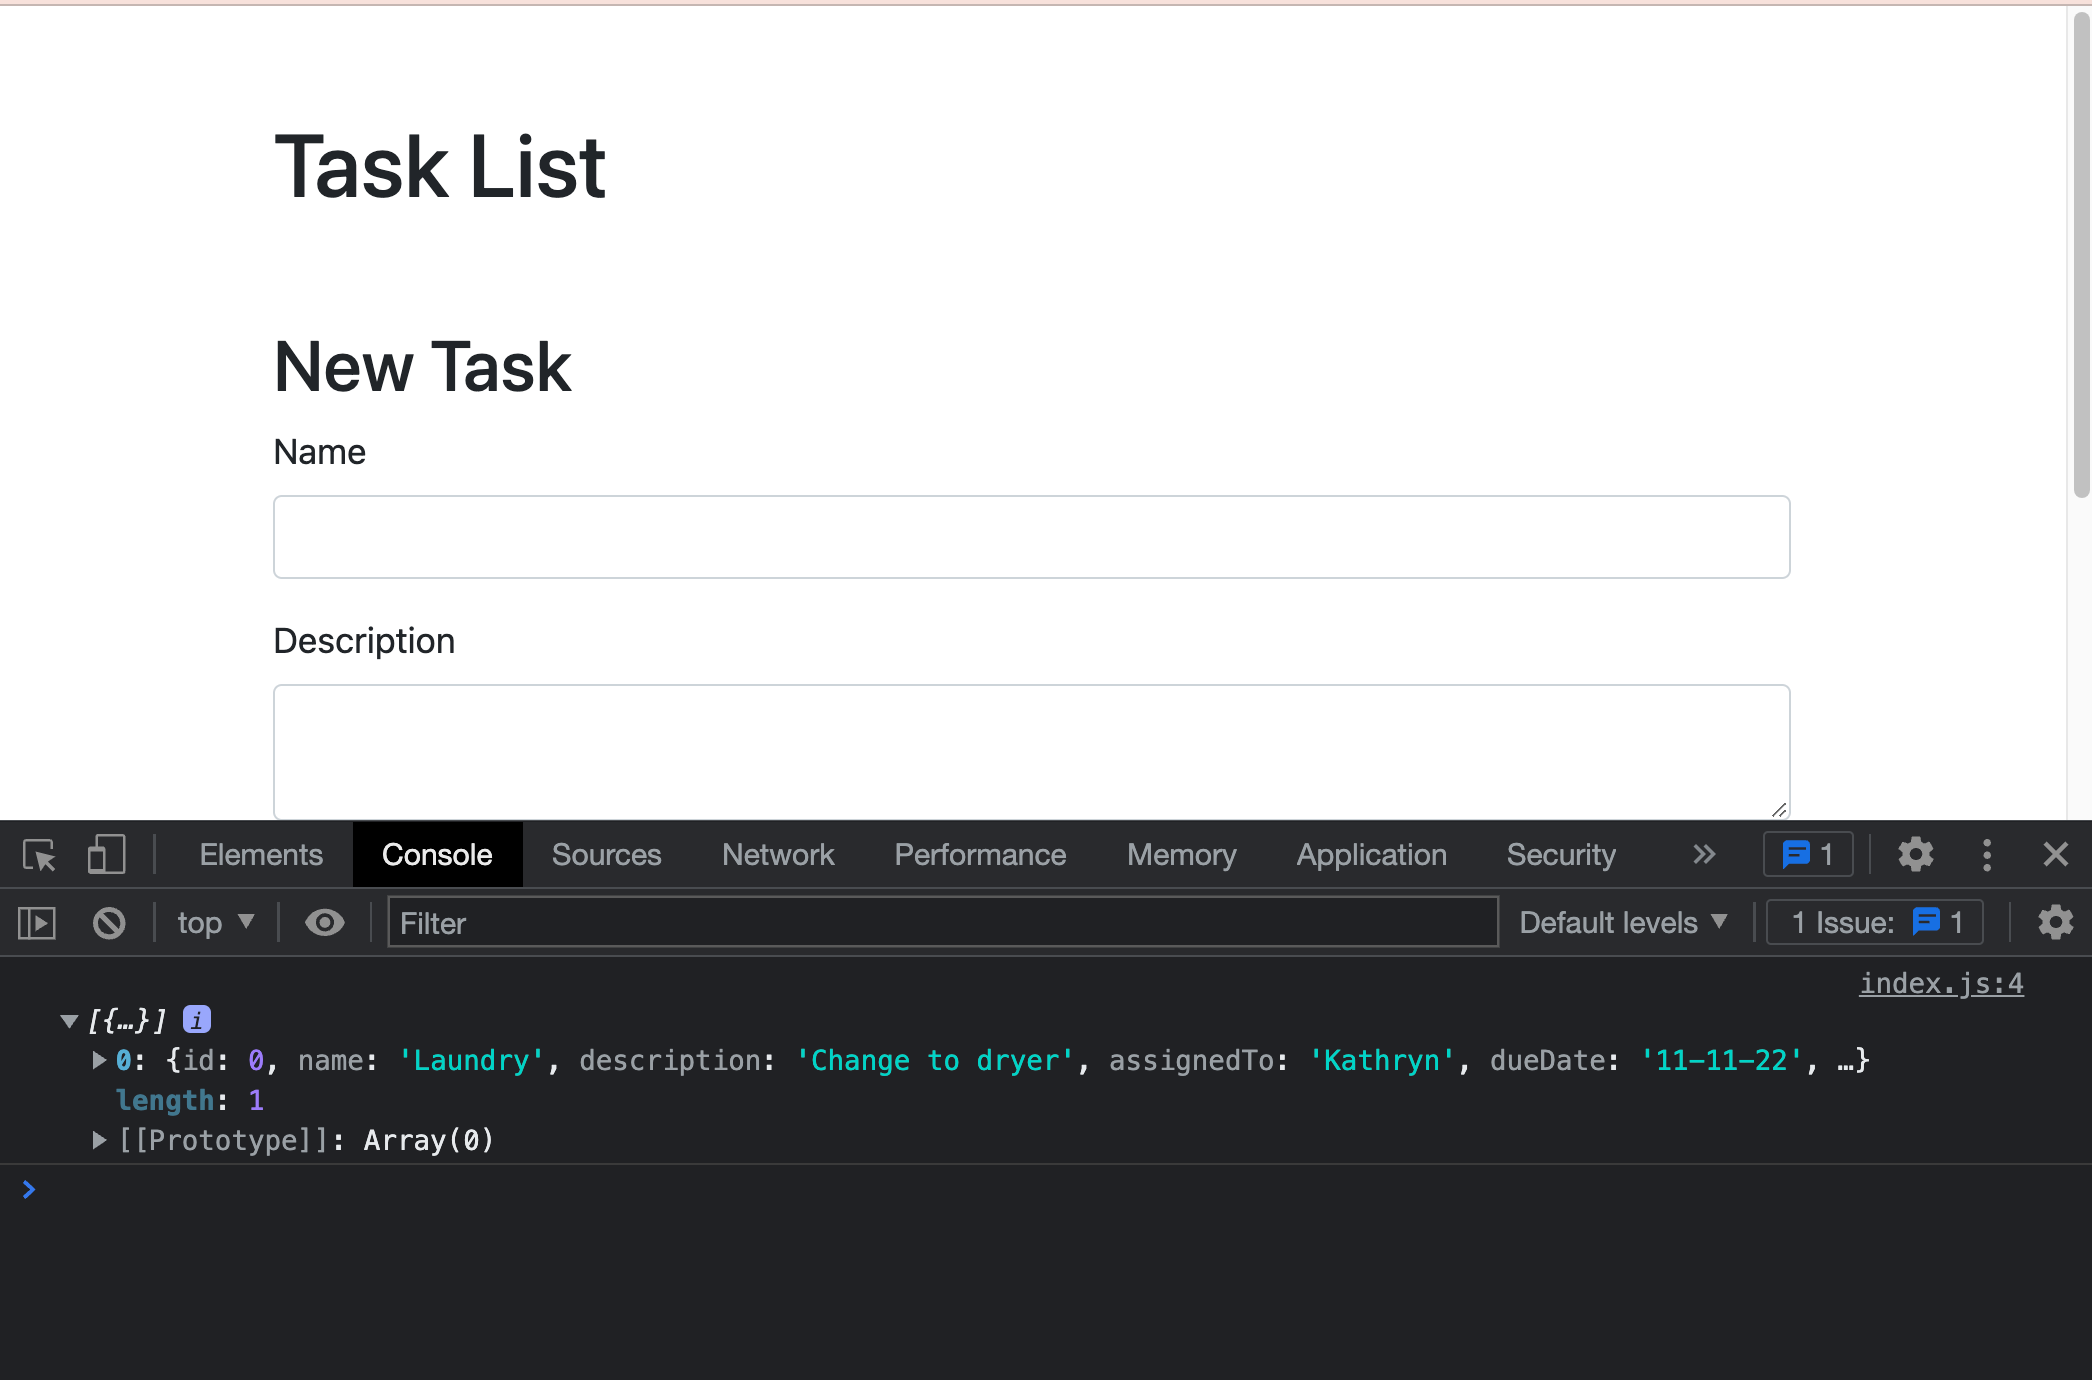 Task List
New Task
Name
Description
Elements Console Sources Network Performance Memory Application Security » 1
top ▼ Filter Default levels ▼ 1 Issue: 1
index.js:4
▼ [{…}] i
▶ 0: {id: 0, name: 'Laundry', description: 'Change to dryer', assignedTo: 'Kathryn', dueDate: '11-11-22', …}
length: 1
▶ [[Prototype]]: Array(0)
>